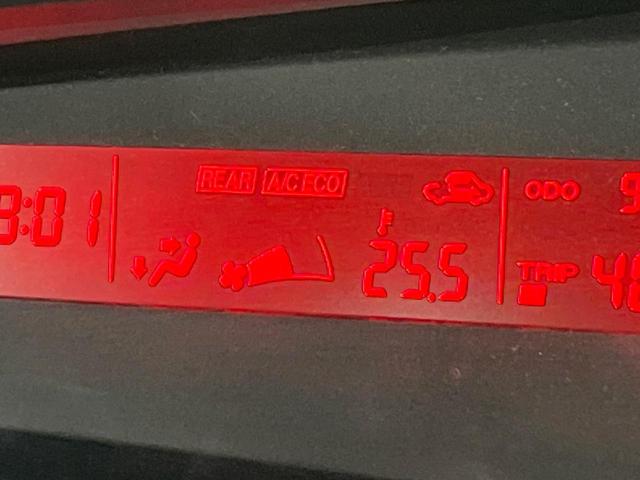 REAR A/C ECO ODO
3:01 25.5 TRIP